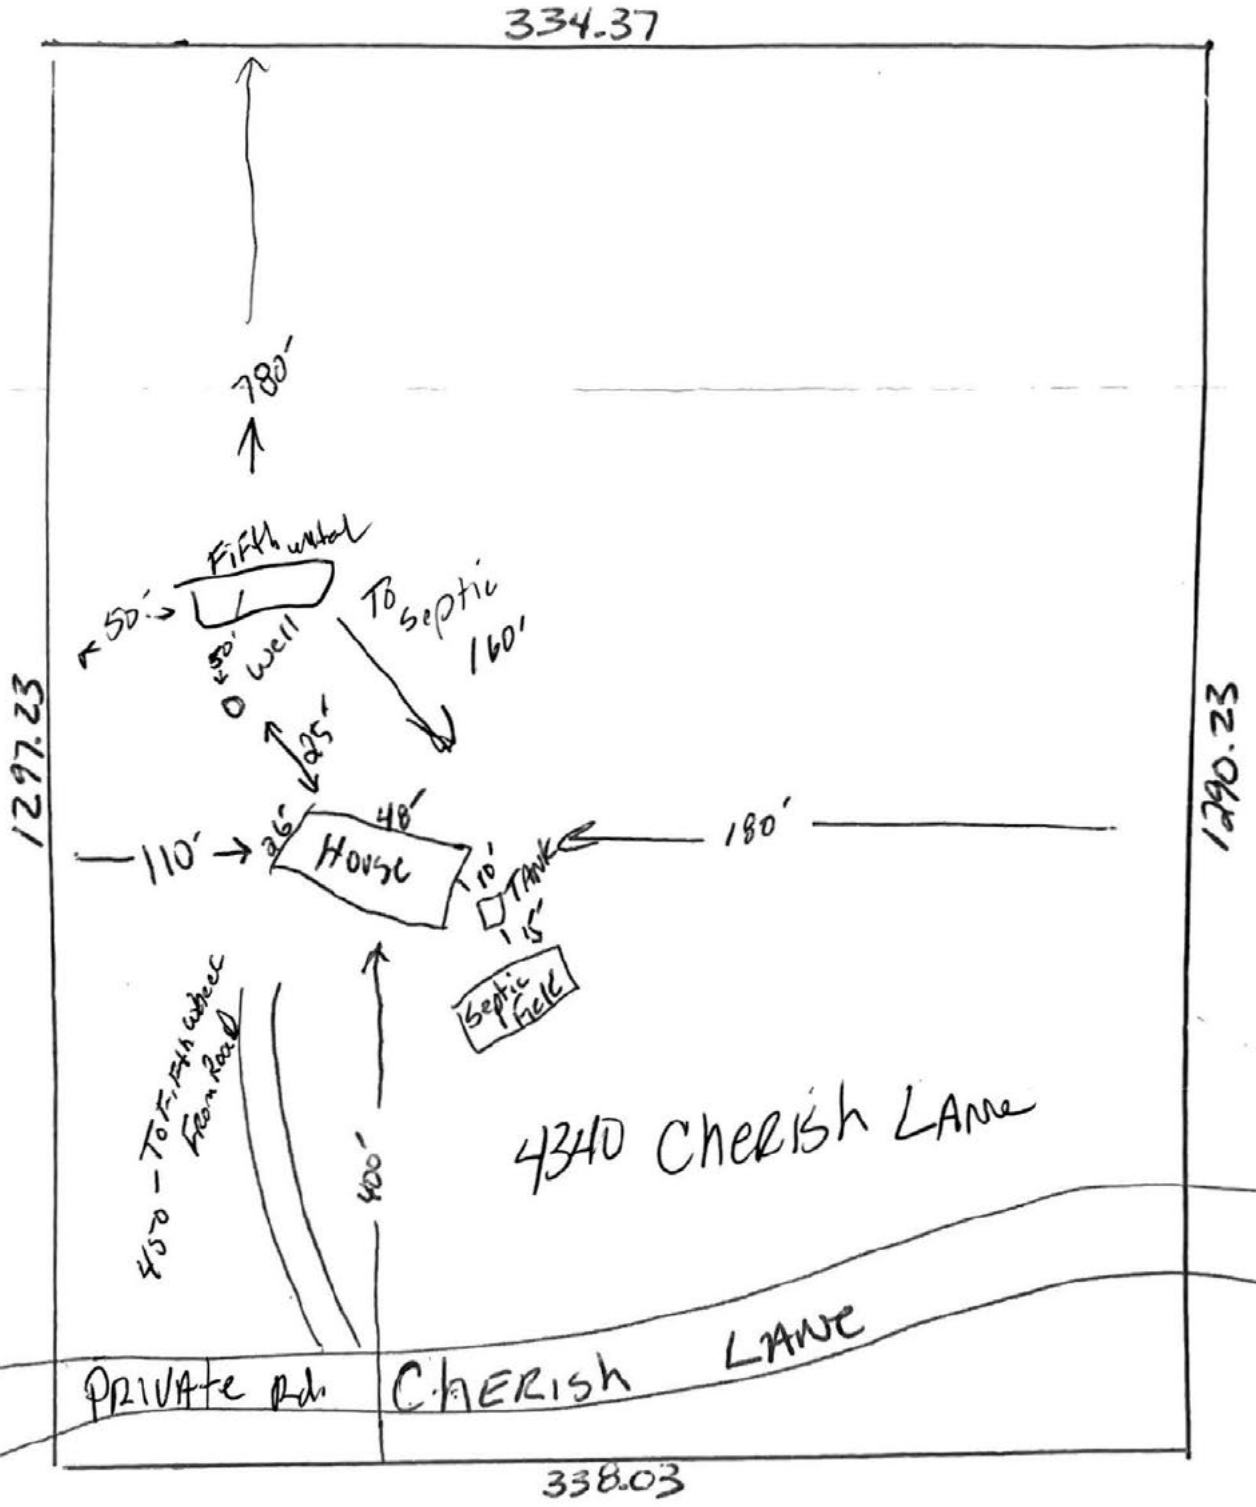 334.37
780'
Fifth wheel
50'
To
septic
160'
50'
well
25'
1297.23
1290.23
26'
48'
House
110'
180'
10'
TANK
15'
Septic
Field
450 - To Fifth wheel
From Road
400'
4340 Cherish Lane
PRIVAte Rd.
CHERISh LANE
338.03